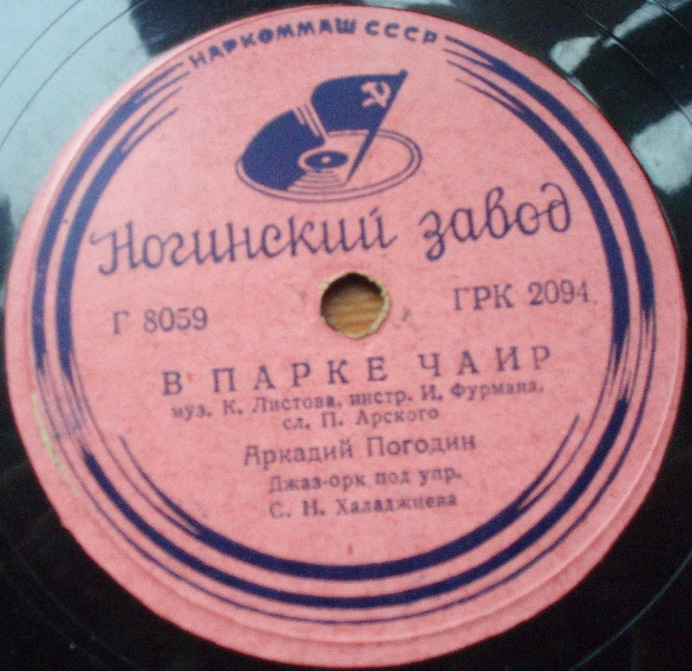 НАРКОММАШ СССР
Ногинский завод
Г 8059
ГРК 2094
В ПАРКЕ ЧАИР
муз. К. Листова, инстр. И. Фурмана,
сл. П. Арского
Аркадий Погодин
Джаз-орк под упр.
С. Н. Халаджиева